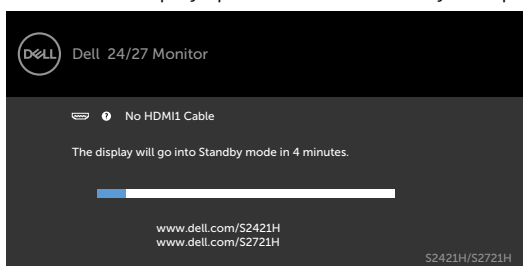 DELL
Dell 24/27 Monitor
? No HDMI1 Cable
The display will go into Standby mode in 4 minutes.
www.dell.com/S2421H
www.dell.com/S2721H
S2421H/S2721H